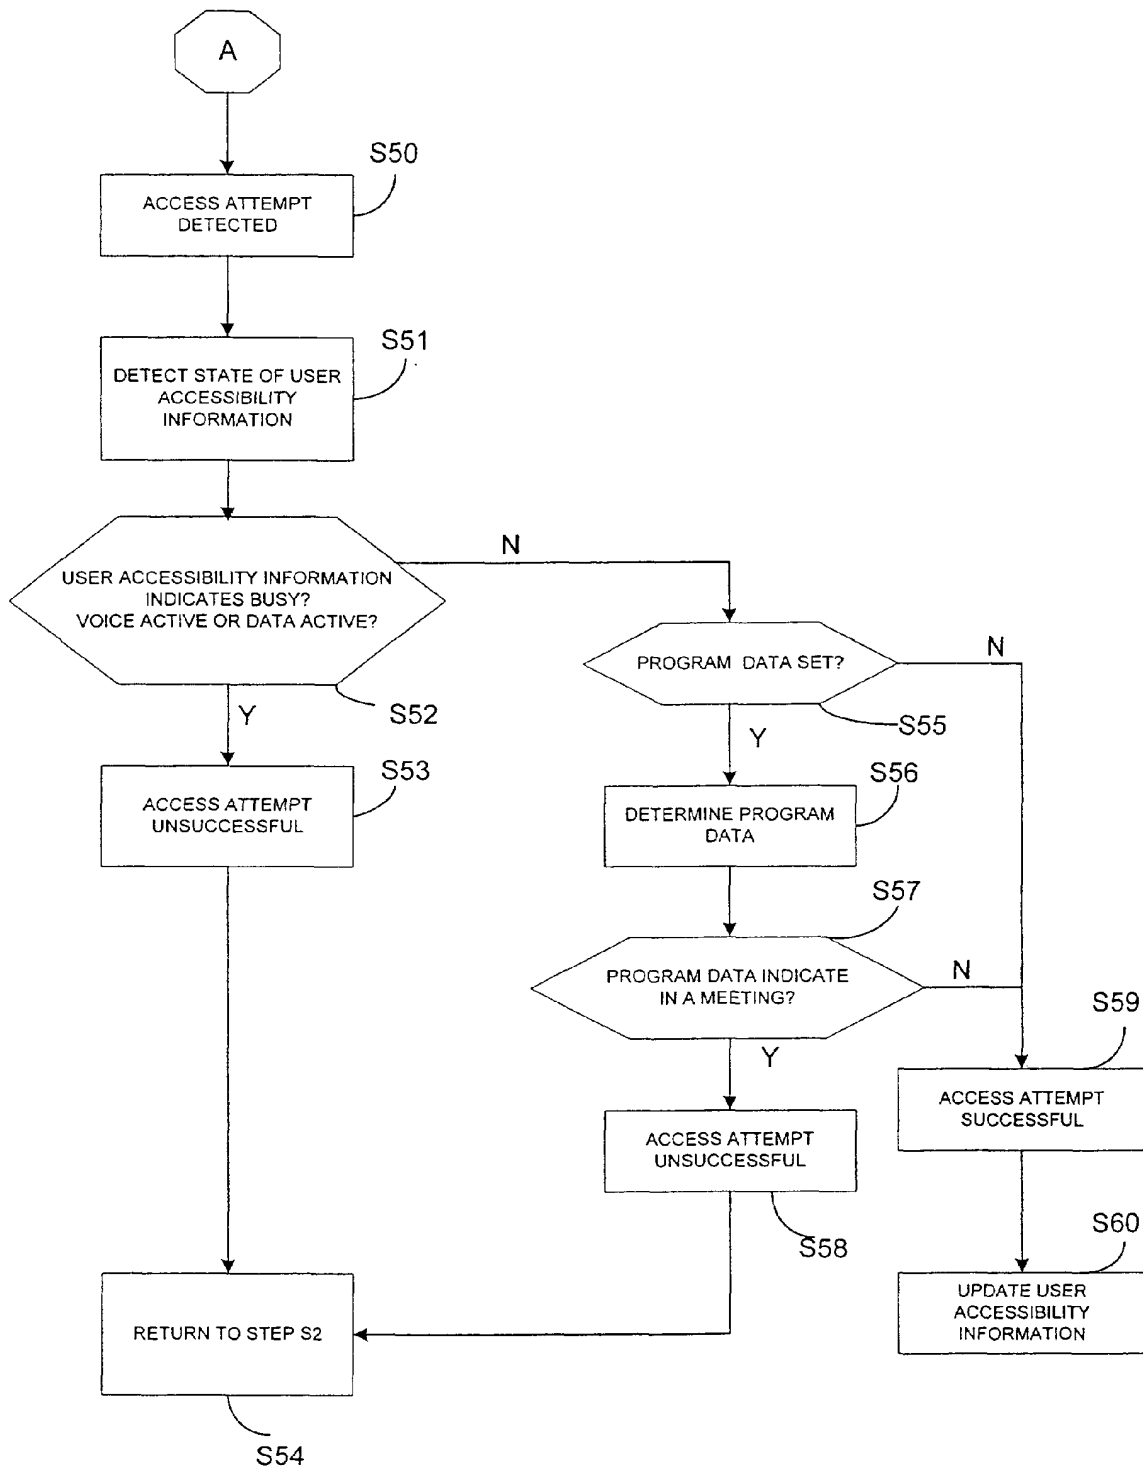 A
S50
ACCESS ATTEMPT
DETECTED
S51
DETECT STATE OF USER
ACCESSIBILITY
INFORMATION
N
USER ACCESSIBILITY INFORMATION
INDICATES BUSY?
VOICE ACTIVE OR DATA ACTIVE?
S52
Y
N
PROGRAM DATA SET?
S55
Y
S53
ACCESS ATTEMPT
UNSUCCESSFUL
S56
DETERMINE PROGRAM
DATA
S57
PROGRAM DATA INDICATE
IN A MEETING?
N
Y
S59
ACCESS ATTEMPT
SUCCESSFUL
ACCESS ATTEMPT
UNSUCCESSFUL
S58
S60
UPDATE USER
ACCESSIBILITY
INFORMATION
RETURN TO STEP S2
S54